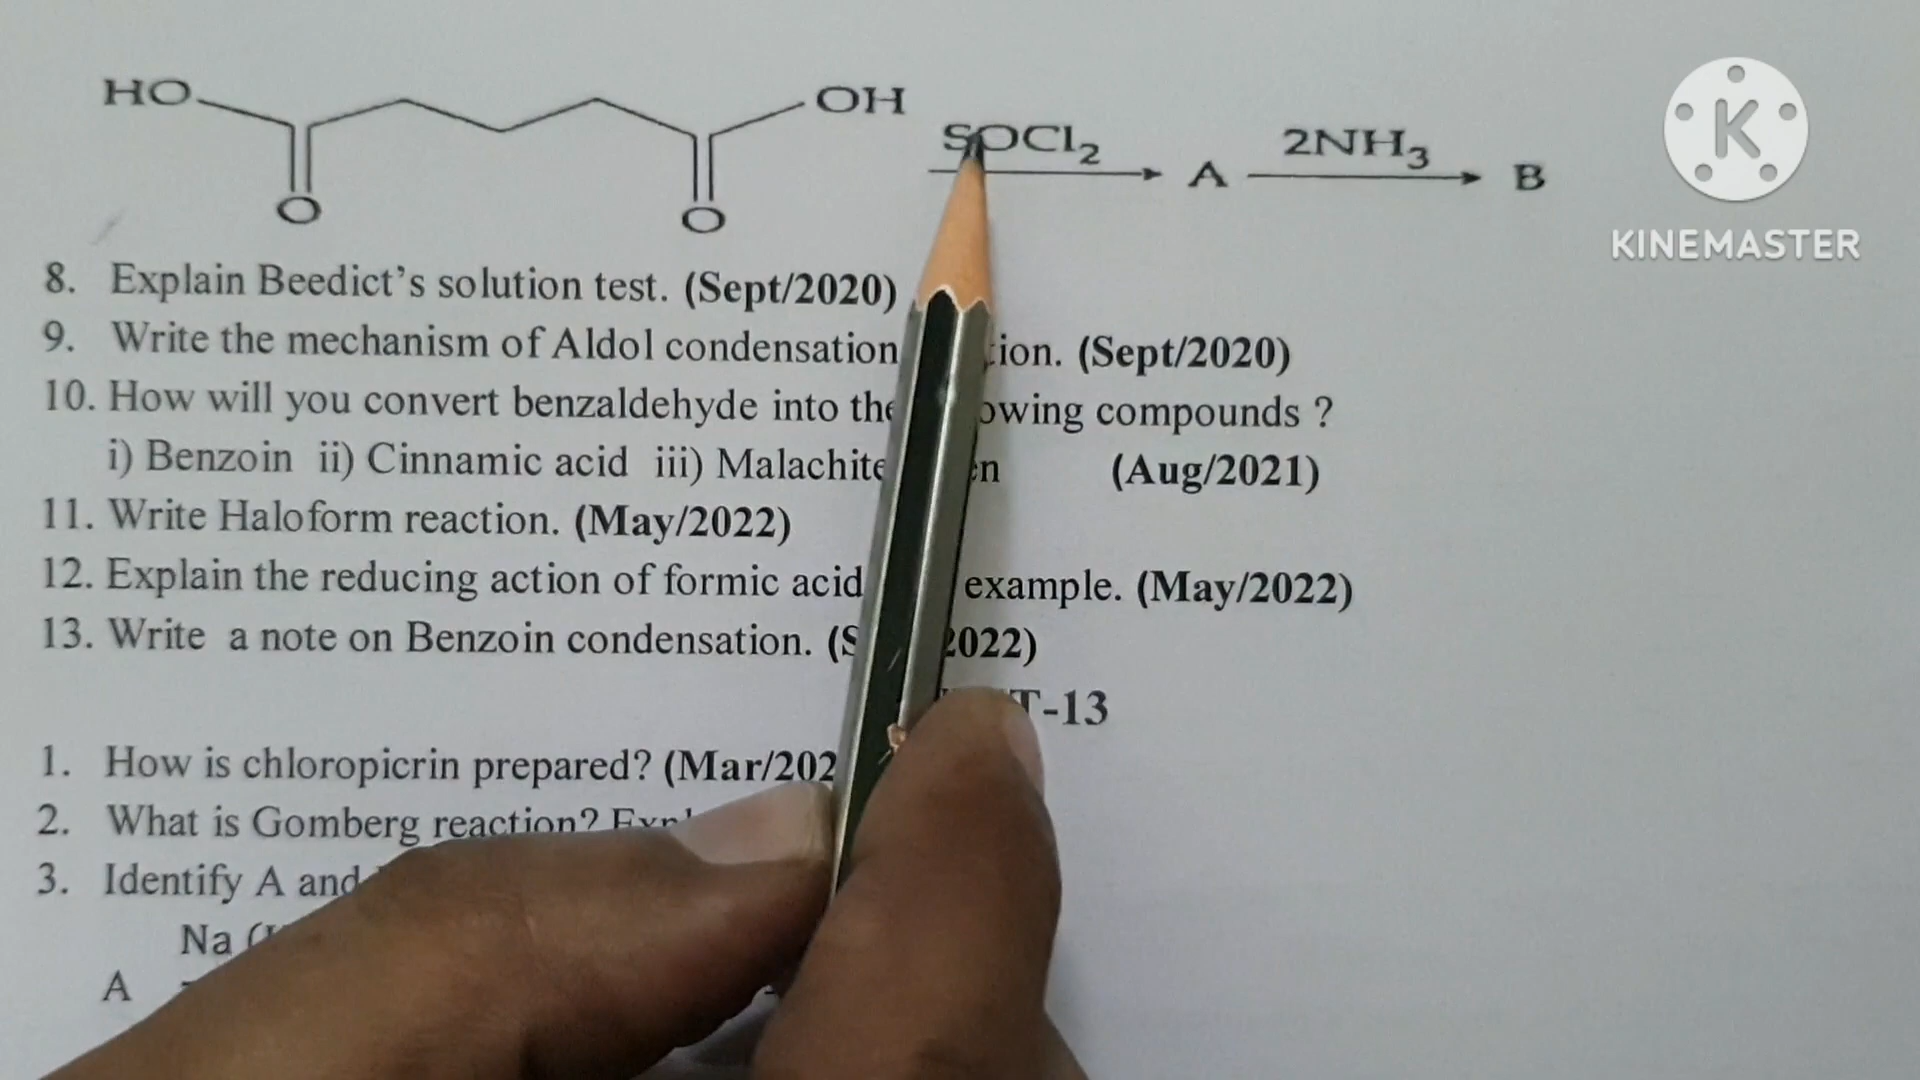 HO OH
O O
SOCl2 A 2NH3 B
K
KINEMASTER
8. Explain Beedict's solution test. (Sept/2020)
9. Write the mechanism of Aldol condensation (Sept/2020)
10. How will you convert benzaldehyde into compounds ?
i) Benzoin ii) Cinnamic acid iii) Malachite (Aug/2021)
11. Write Haloform reaction. (May/2022)
12. Explain the reducing action of formic acid example. (May/2022)
13. Write a note on Benzoin condensation. 2022)
-13
1. How is chloropicrin prepared? (Mar/202
2. What is Gomberg reaction?
3. Identify A and
Na
A